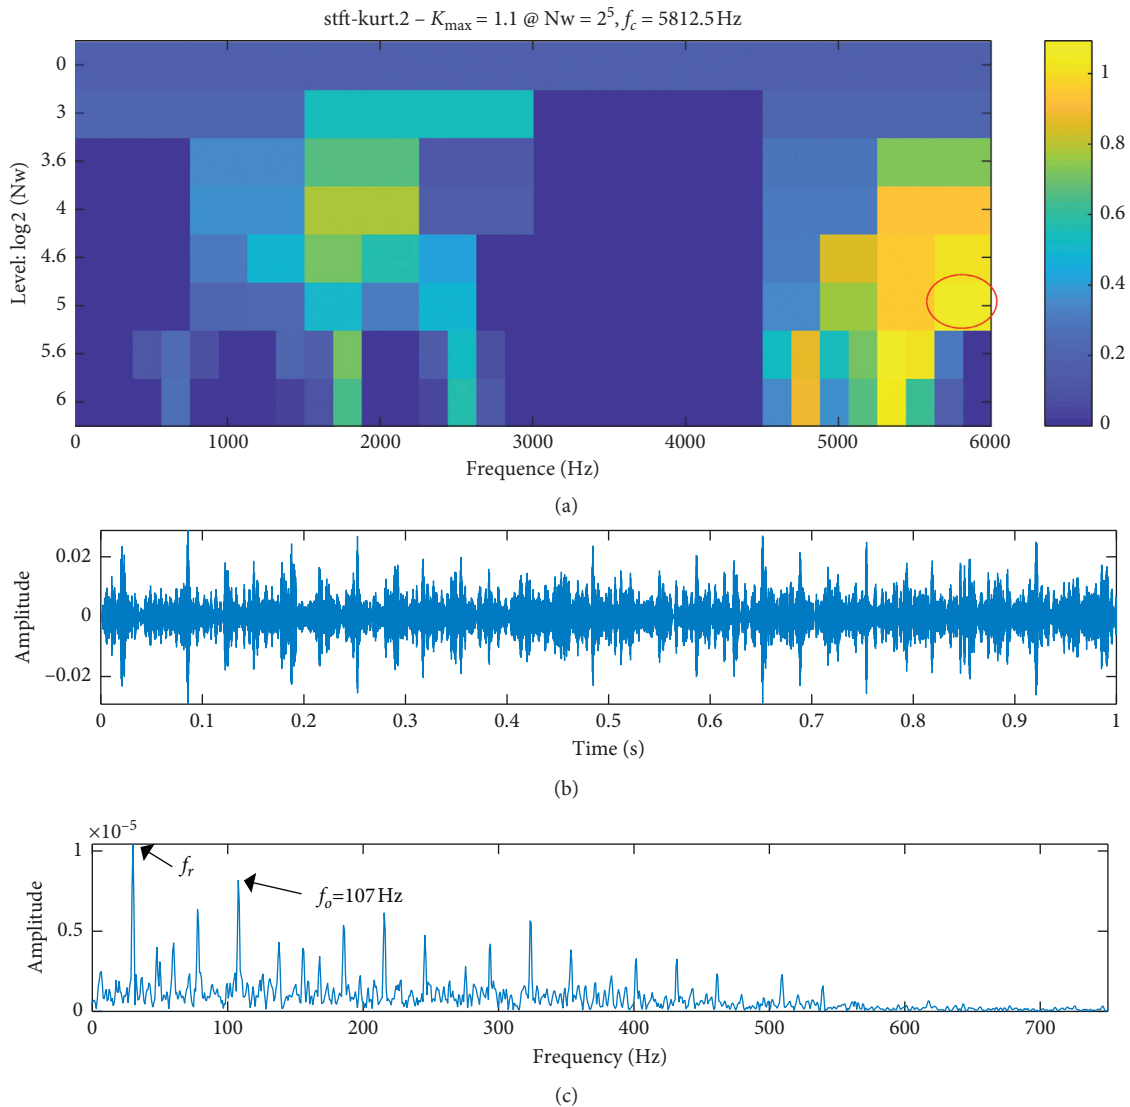 stft-kurt.2 – Kmax = 1.1 @ Nw = 2⁵, fc = 5812.5 Hz
Level: log2 (Nw)
0
3
3.6
4
4.6
5
5.6
6
0 1000 2000 3000 4000 5000 6000
Frequence (Hz)
1
0.8
0.6
0.4
0.2
0
(a)
Amplitude
0.02
0
–0.02
0 0.1 0.2 0.3 0.4 0.5 0.6 0.7 0.8 0.9 1
Time (s)
(b)
×10⁻⁵
Amplitude
1
0.5
0
fr
fo=107 Hz
0 100 200 300 400 500 600 700
Frequency (Hz)
(c)